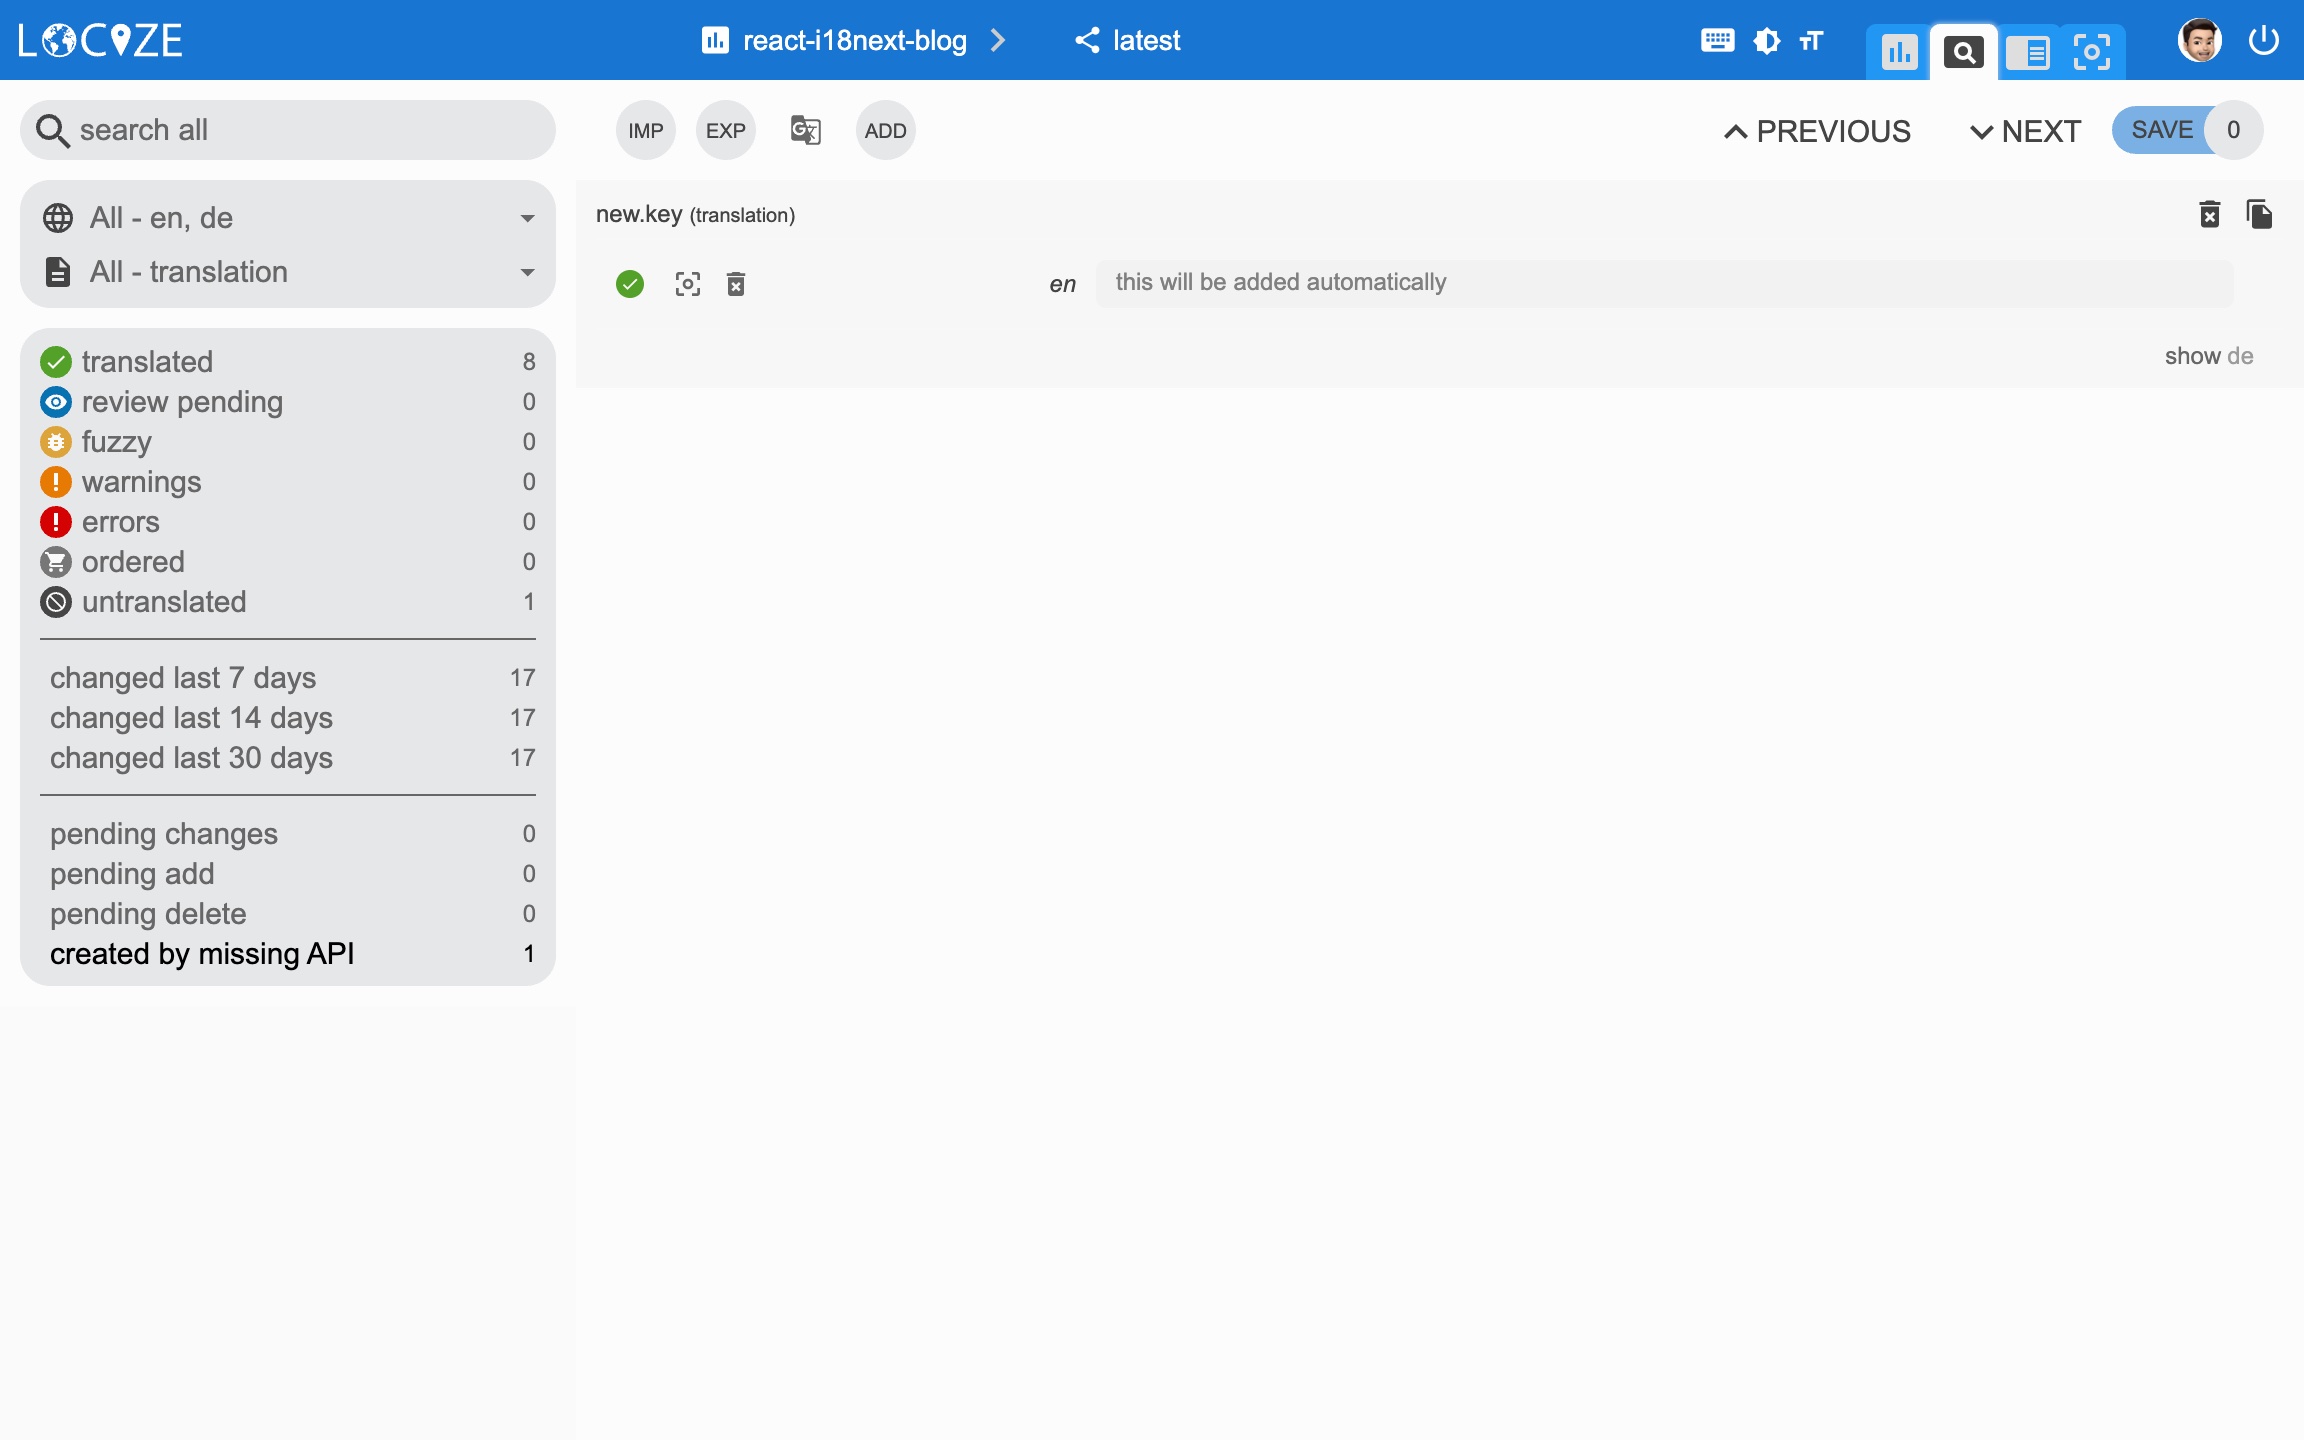 LOCIZE
react-i18next-blog
latest
search all
IMP
EXP
ADD
PREVIOUS
NEXT
SAVE 0
All - en, de
All - translation
translated 8
review pending 0
fuzzy 0
warnings 0
errors 0
ordered 0
untranslated 1
changed last 7 days 17
changed last 14 days 17
changed last 30 days 17
pending changes 0
pending add 0
pending delete 0
created by missing API 1
new.key (translation)
en this will be added automatically
show de